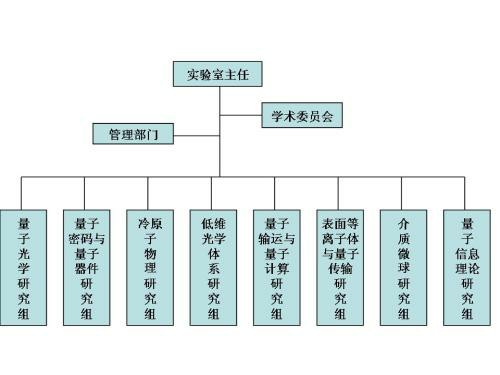 实验室主任
学术委员会
管理部门
量
子
光
学
研
究
组
量子
密码与
量子
器件
研
究
组
冷原
子
物
理
研
究
组
低维
光学
体
系
研
究
组
量子
输运与
量子
计算
研
究
组
表面等
离子体
与量子
传输
研
究
组
介
质
微
球
研
究
组
量
子
信息
理论
研
究
组